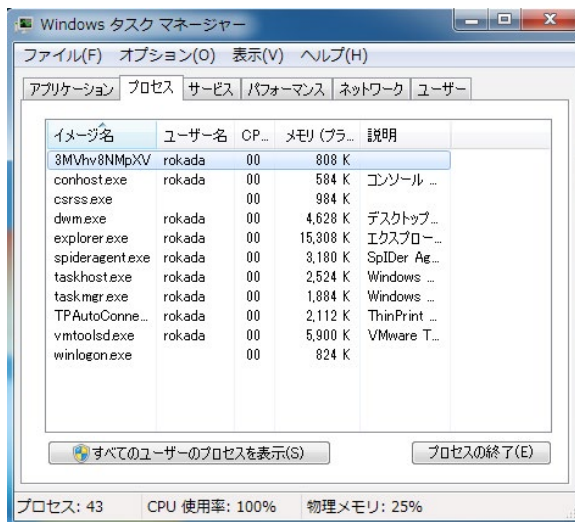 Windows タスク マネージャー
ファイル(F) オプション(O) 表示(V) ヘルプ(H)
アプリケーション プロセス サービス パフォーマンス ネットワーク ユーザー
イメージ名 ユーザー名 CP... メモリ (プラ... 説明
3MVhv8NMpXV rokada 00 808 K
conhost.exe rokada 00 584 K コンソール ...
csrss.exe 00 984 K
dwm.exe rokada 00 4,628 K デスクトップ...
explorer.exe rokada 00 15,308 K エクスプロー...
spideragent.exe rokada 00 3,180 K SpIDer Ag...
taskhost.exe rokada 00 2,524 K Windows ...
taskmgr.exe rokada 00 1,884 K Windows ...
TPAutoConne... rokada 00 2,112 K ThinPrint ...
vmtoolsd.exe rokada 00 5,900 K VMware T...
winlogon.exe 00 824 K
すべてのユーザーのプロセスを表示(S) プロセスの終了(E)
プロセス: 43 CPU 使用率: 100% 物理メモリ: 25%